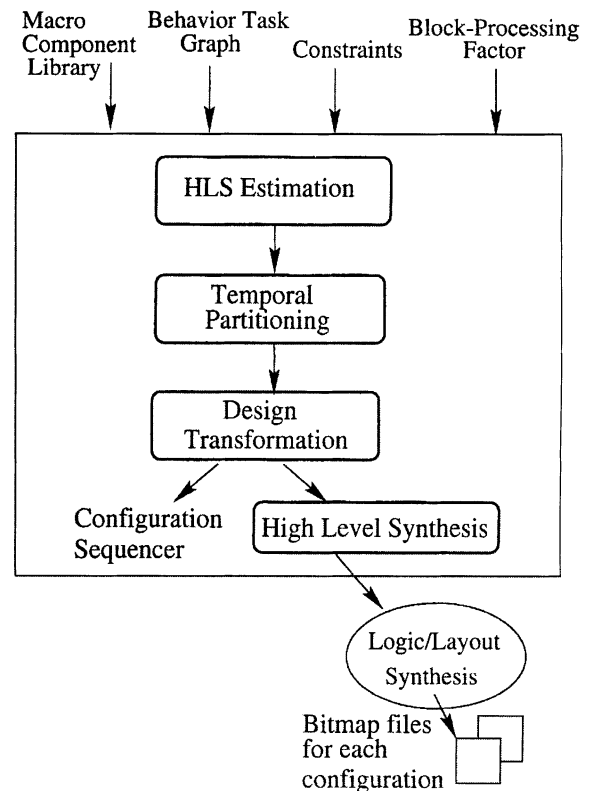 Macro
Component
Library
Behavior Task
Graph
Constraints
Block-Processing
Factor
HLS Estimation
Temporal
Partitioning
Design
Transformation
Configuration
Sequencer
High Level Synthesis
Logic/Layout
Synthesis
Bitmap files
for each
configuration